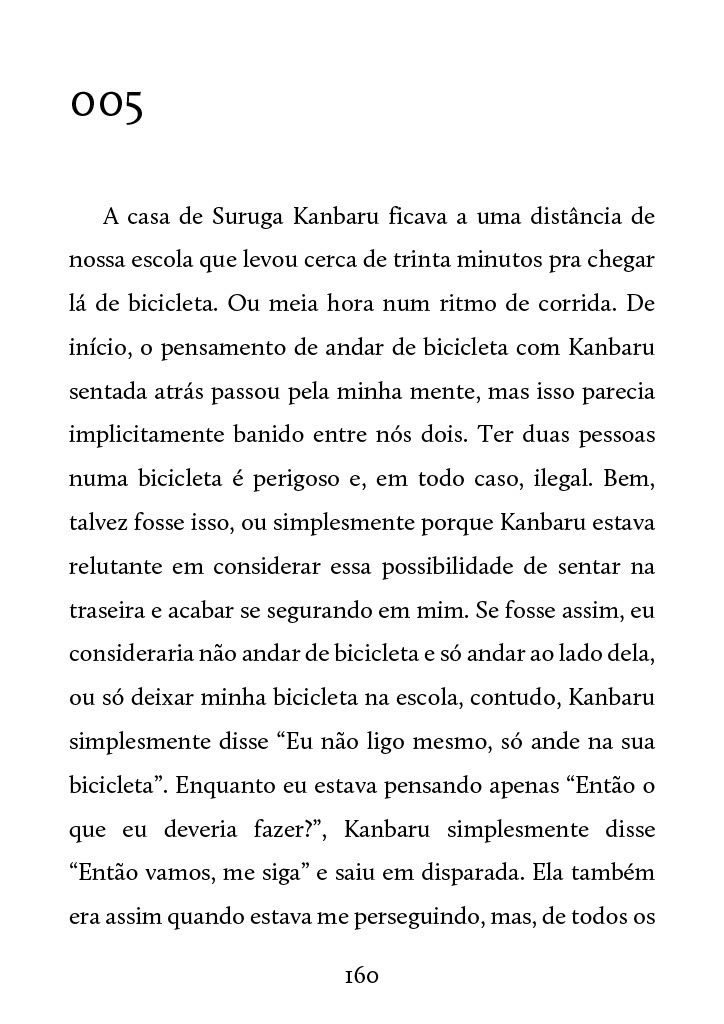 005
A casa de Suruga Kanbaru ficava a uma distância de
nossa escola que levou cerca de trinta minutos pra chegar
lá de bicicleta. Ou meia hora num ritmo de corrida. De
início, o pensamento de andar de bicicleta com Kanbaru
sentada atrás passou pela minha mente, mas isso parecia
implicitamente banido entre nós dois. Ter duas pessoas
numa bicicleta é perigoso e, em todo caso, ilegal. Bem,
talvez fosse isso, ou simplesmente porque Kanbaru estava
relutante em considerar essa possibilidade de sentar na
traseira e acabar se segurando em mim. Se fosse assim, eu
consideraria não andar de bicicleta e só andar ao lado dela,
ou só deixar minha bicicleta na escola, contudo, Kanbaru
simplesmente disse “Eu não ligo mesmo, só ande na sua
bicicleta”. Enquanto eu estava pensando apenas “Então o
que eu deveria fazer?”, Kanbaru simplesmente disse
“Então vamos, me siga” e saiu em disparada. Ela também
era assim quando estava me perseguindo, mas, de todos os
160